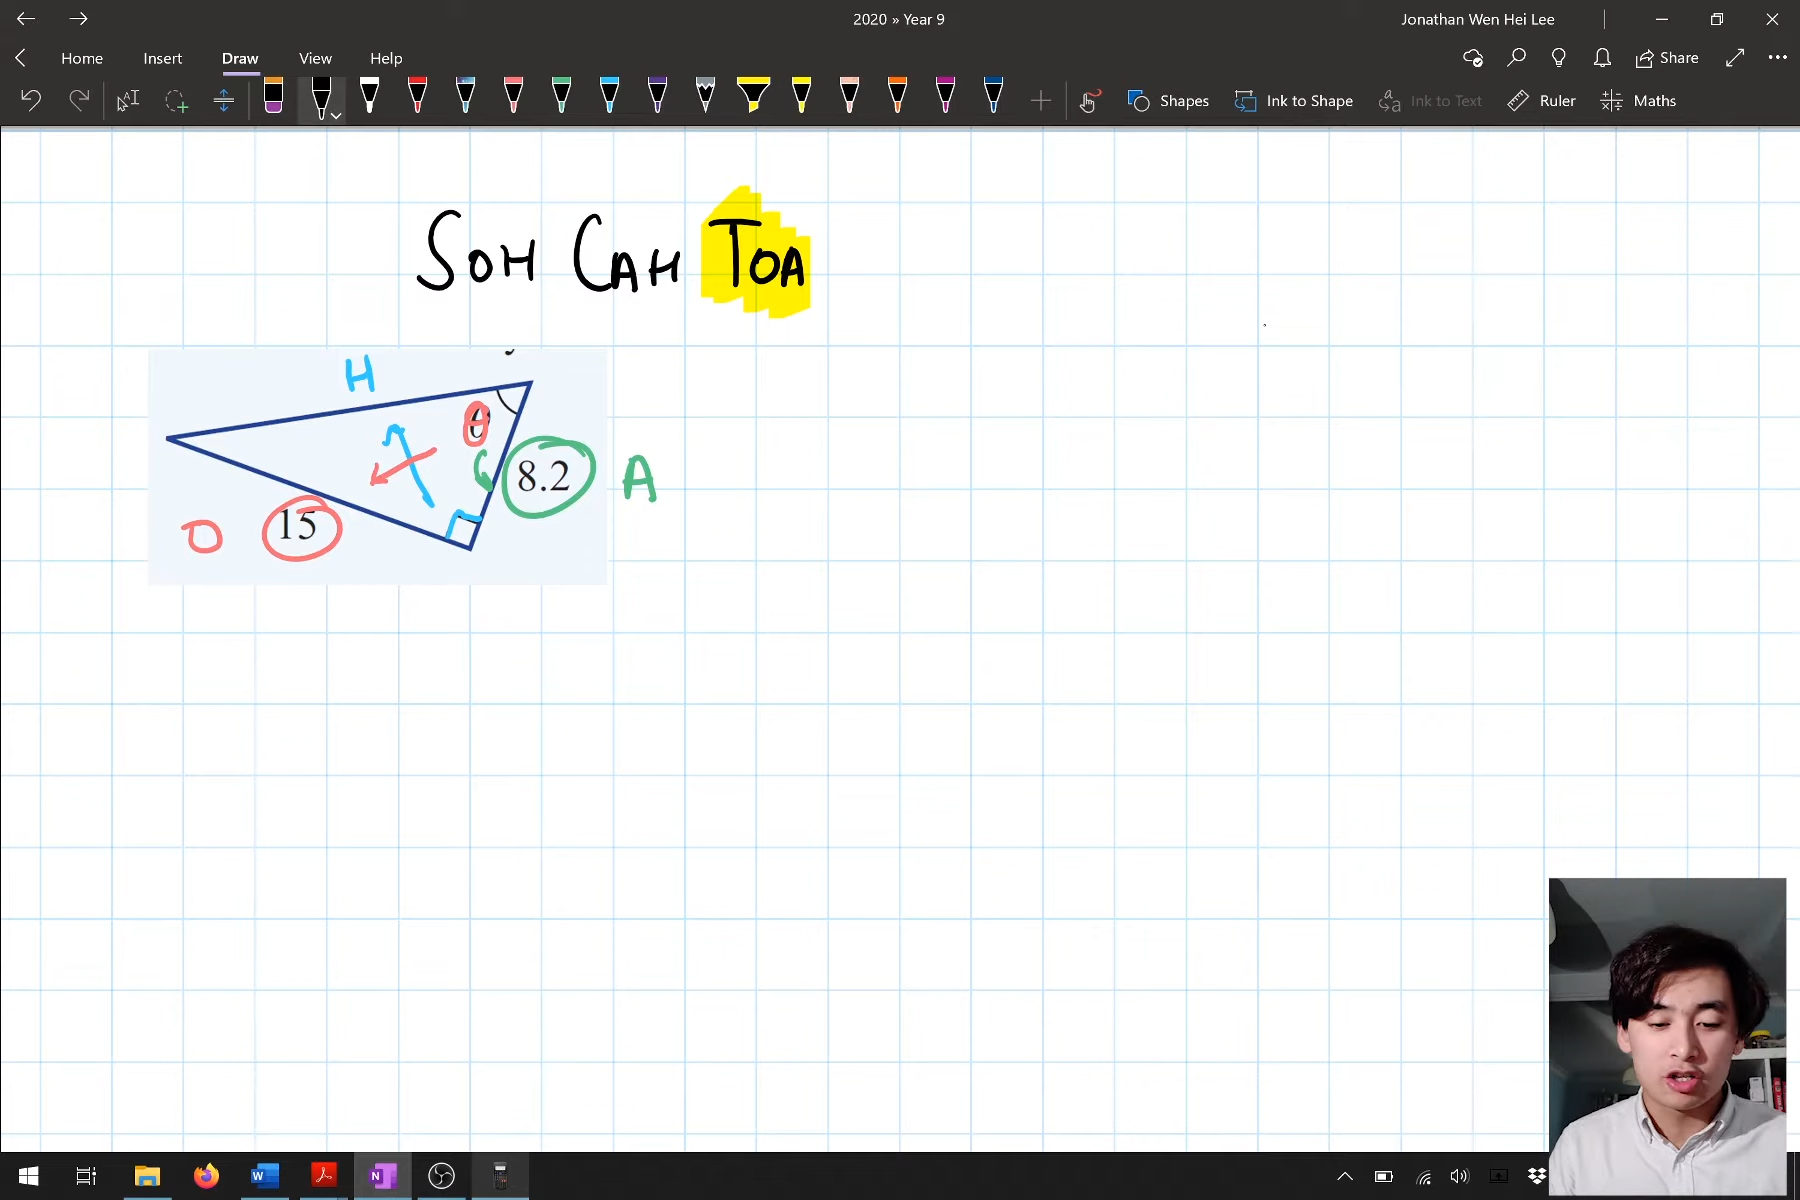 2020 » Year 9
Jonathan Wen Hei Lee
Home Insert Draw View Help
Share
Shapes Ink to Shape Ink to Text Ruler Maths
SOH CAH TOA
H
θ
8.2 A
O 15